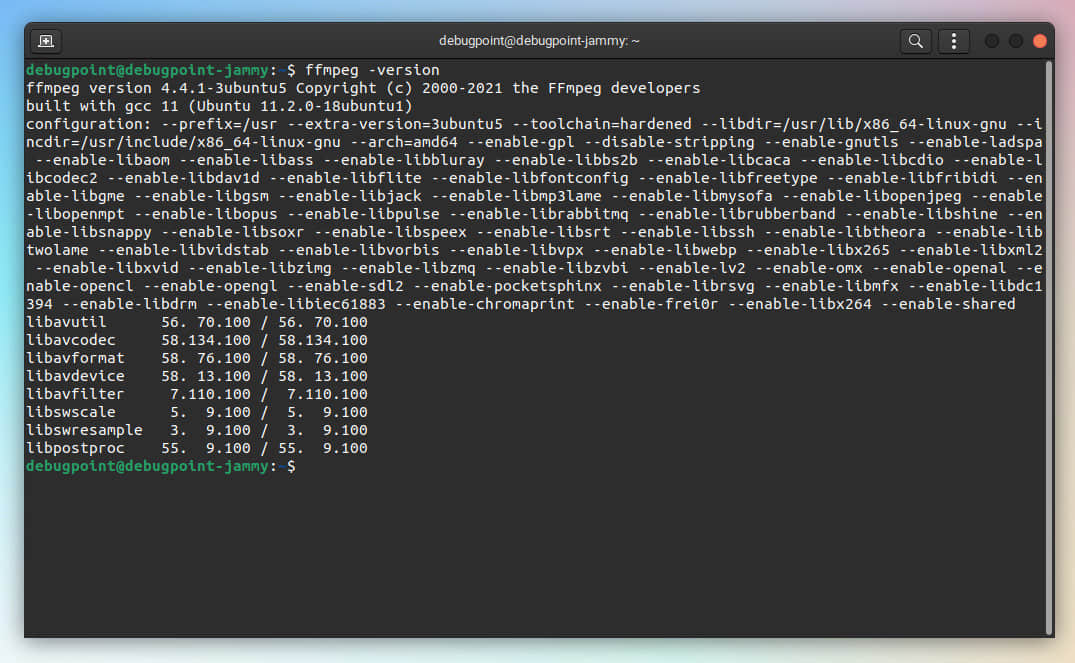 debugpoint@debugpoint-jammy: ~
debugpoint@debugpoint-jammy:~$ ffmpeg -version
ffmpeg version 4.4.1-3ubuntu5 Copyright (c) 2000-2021 the FFmpeg developers
built with gcc 11 (Ubuntu 11.2.0-18ubuntu1)
configuration: --prefix=/usr --extra-version=3ubuntu5 --toolchain=hardened --libdir=/usr/lib/x86_64-linux-gnu --i
ncdir=/usr/include/x86_64-linux-gnu --arch=amd64 --enable-gpl --disable-stripping --enable-gnutls --enable-ladspa
 --enable-libaom --enable-libass --enable-libbluray --enable-libbs2b --enable-libcaca --enable-libcdio --enable-l
ibcodec2 --enable-libdav1d --enable-libflite --enable-libfontconfig --enable-libfreetype --enable-libfribidi --en
able-libgme --enable-libgsm --enable-libjack --enable-libmp3lame --enable-libmysofa --enable-libopenjpeg --enable
-libopenmpt --enable-libopus --enable-libpulse --enable-librabbitmq --enable-librubberband --enable-libshine --en
able-libsnappy --enable-libsoxr --enable-libspeex --enable-libsrt --enable-libssh --enable-libtheora --enable-lib
twolame --enable-libvidstab --enable-libvorbis --enable-libvpx --enable-libwebp --enable-libx265 --enable-libxml2
 --enable-libxvid --enable-libzimg --enable-libzmq --enable-libzvbi --enable-lv2 --enable-omx --enable-openal --e
nable-opencl --enable-opengl --enable-sdl2 --enable-pocketsphinx --enable-librsvg --enable-libmfx --enable-libdc1
394 --enable-libdrm --enable-libiec61883 --enable-chromaprint --enable-frei0r --enable-libx264 --enable-shared
libavutil      56. 70.100 / 56. 70.100
libavcodec     58.134.100 / 58.134.100
libavformat    58. 76.100 / 58. 76.100
libavdevice    58. 13.100 / 58. 13.100
libavfilter     7.110.100 /  7.110.100
libswscale      5.  9.100 /  5.  9.100
libswresample   3.  9.100 /  3.  9.100
libpostproc    55.  9.100 / 55.  9.100
debugpoint@debugpoint-jammy:~$